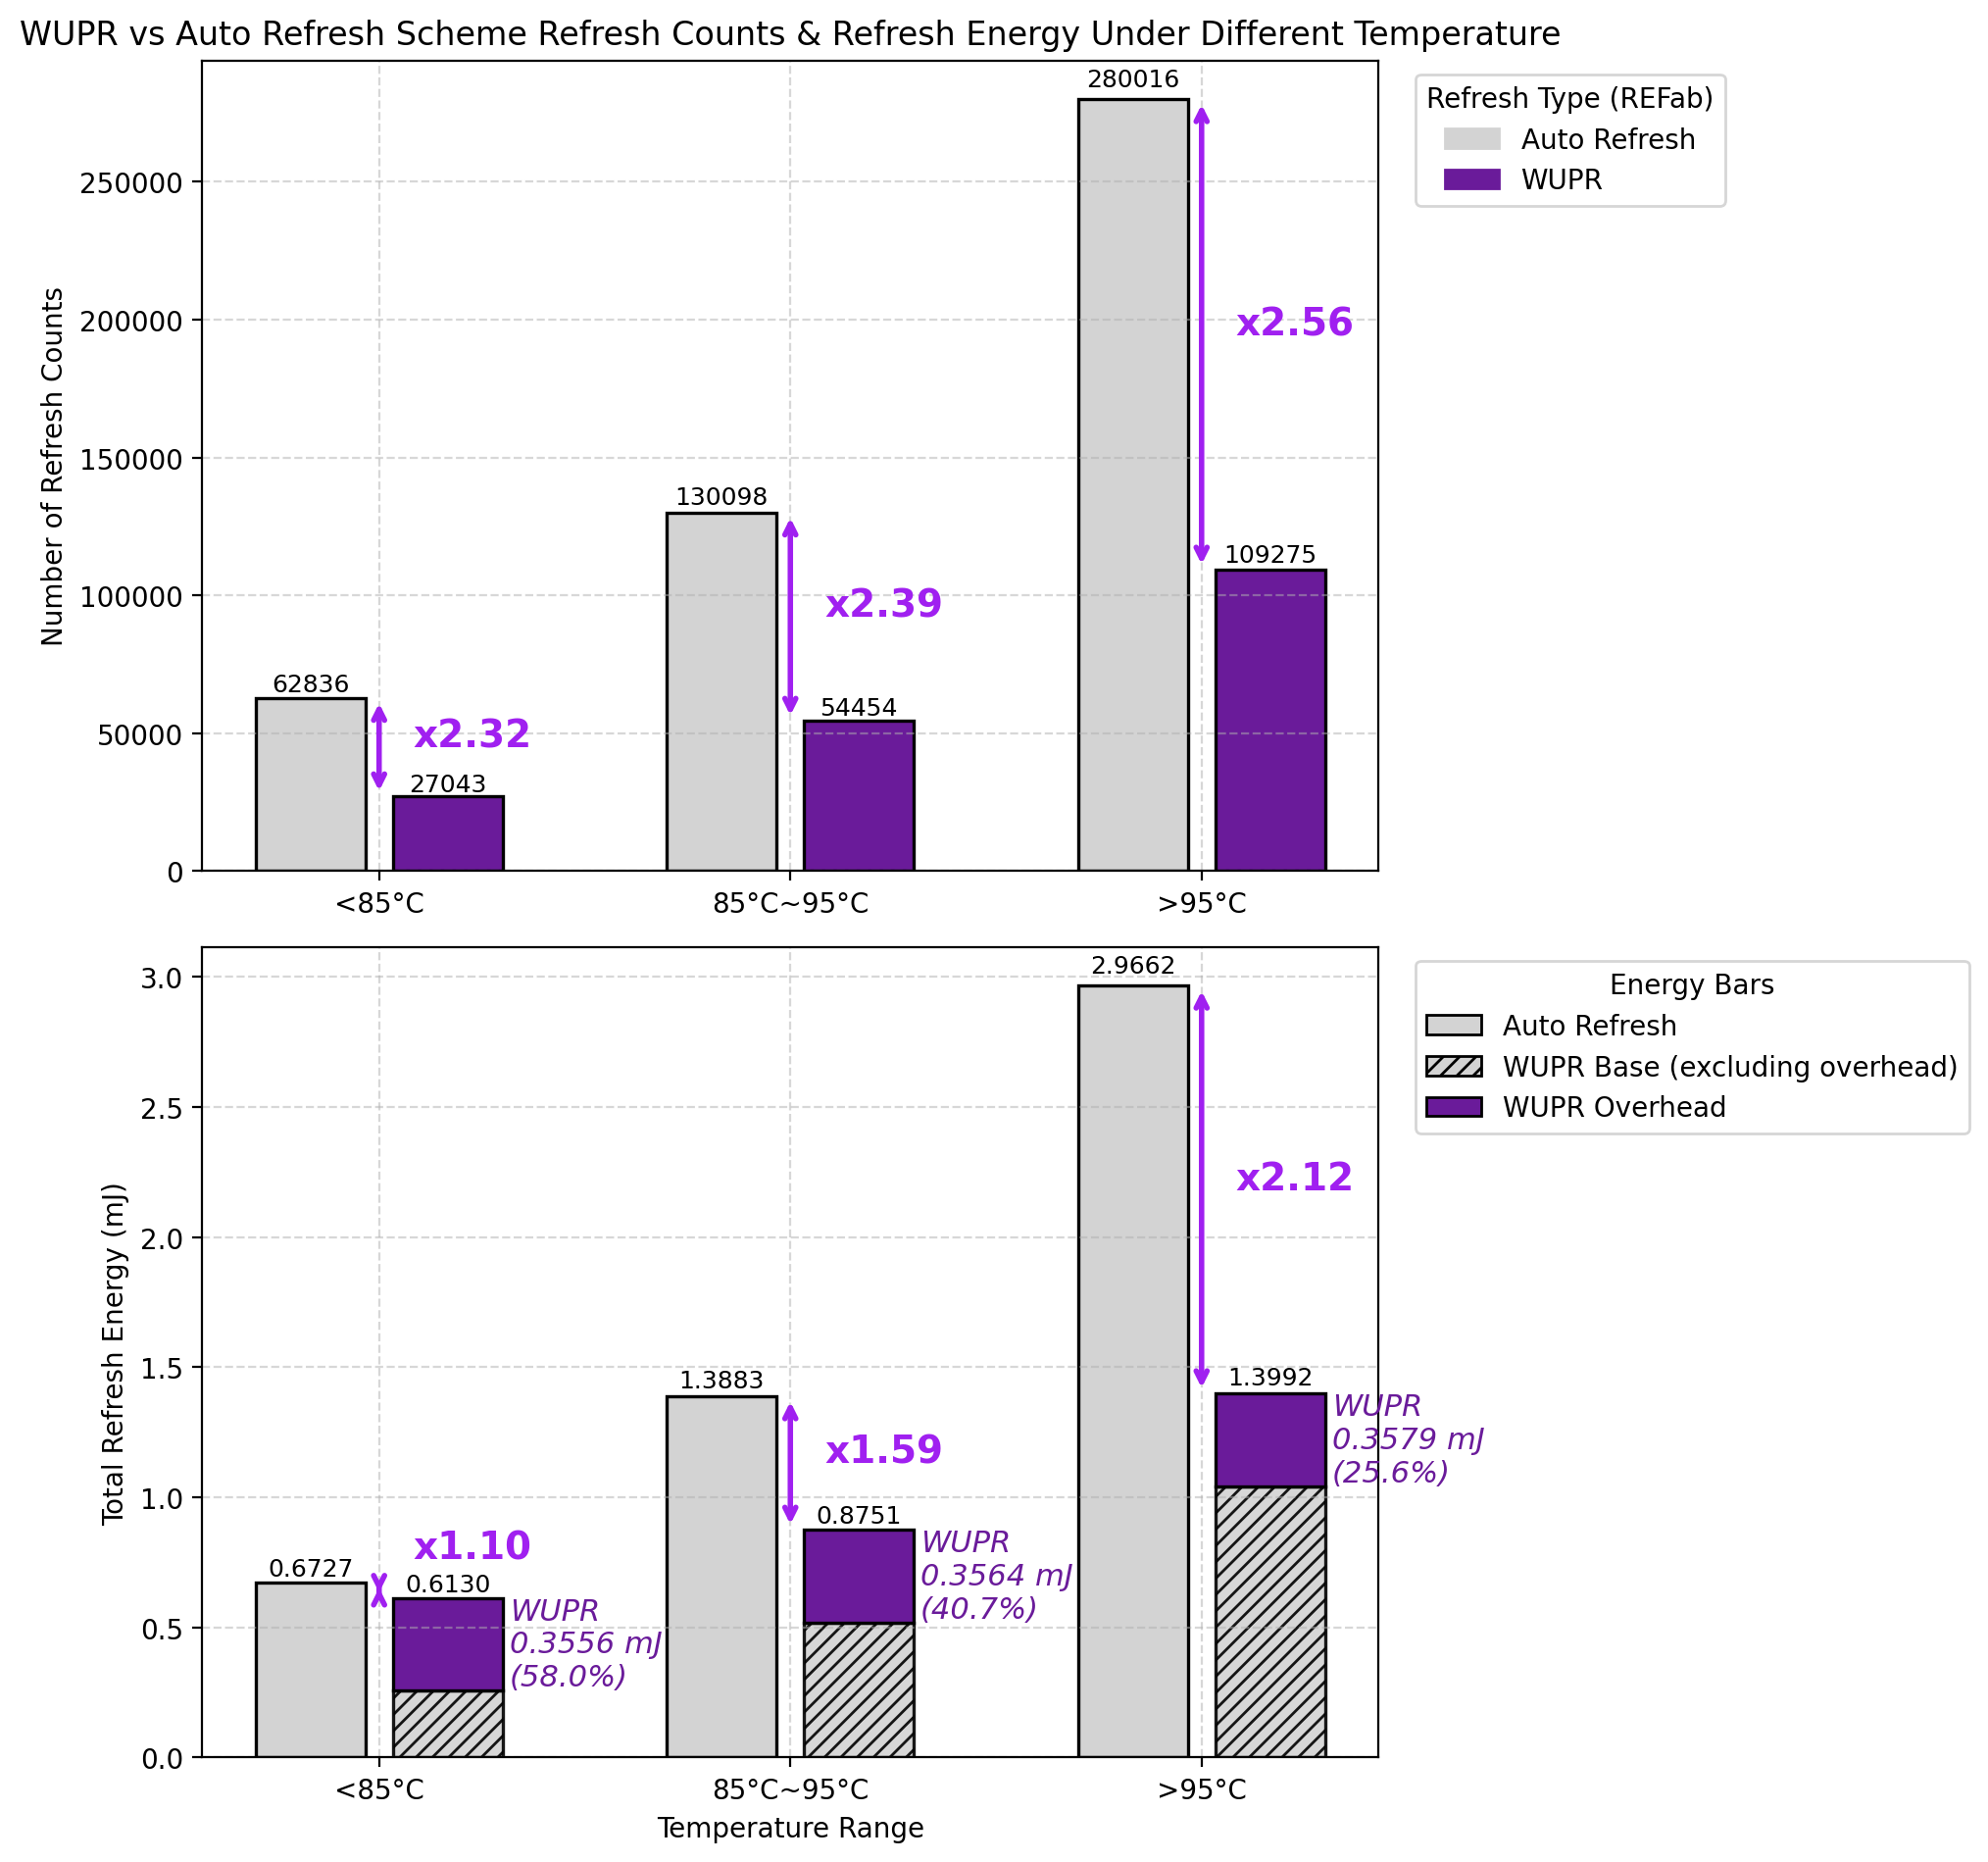 WUPR vs Auto Refresh Scheme Refresh Counts & Refresh Energy Under Different Temperature
Number of Refresh Counts
250000
200000
150000
100000
50000
0
280016
130098
109275
62836
54454
27043
x2.32
x2.39
x2.56
<85°C
85°C~95°C
>95°C
Refresh Type (REFab)
Auto Refresh
WUPR
Total Refresh Energy (mJ)
3.0
2.5
2.0
1.5
1.0
0.5
0.0
0.6727
x1.10
0.6130
WUPR
0.3556 mJ
(58.0%)
1.3883
x1.59
0.8751
WUPR
0.3564 mJ
(40.7%)
2.9662
x2.12
1.3992
WUPR
0.3579 mJ
(25.6%)
<85°C
85°C~95°C
>95°C
Temperature Range
Energy Bars
Auto Refresh
WUPR Base (excluding overhead)
WUPR Overhead